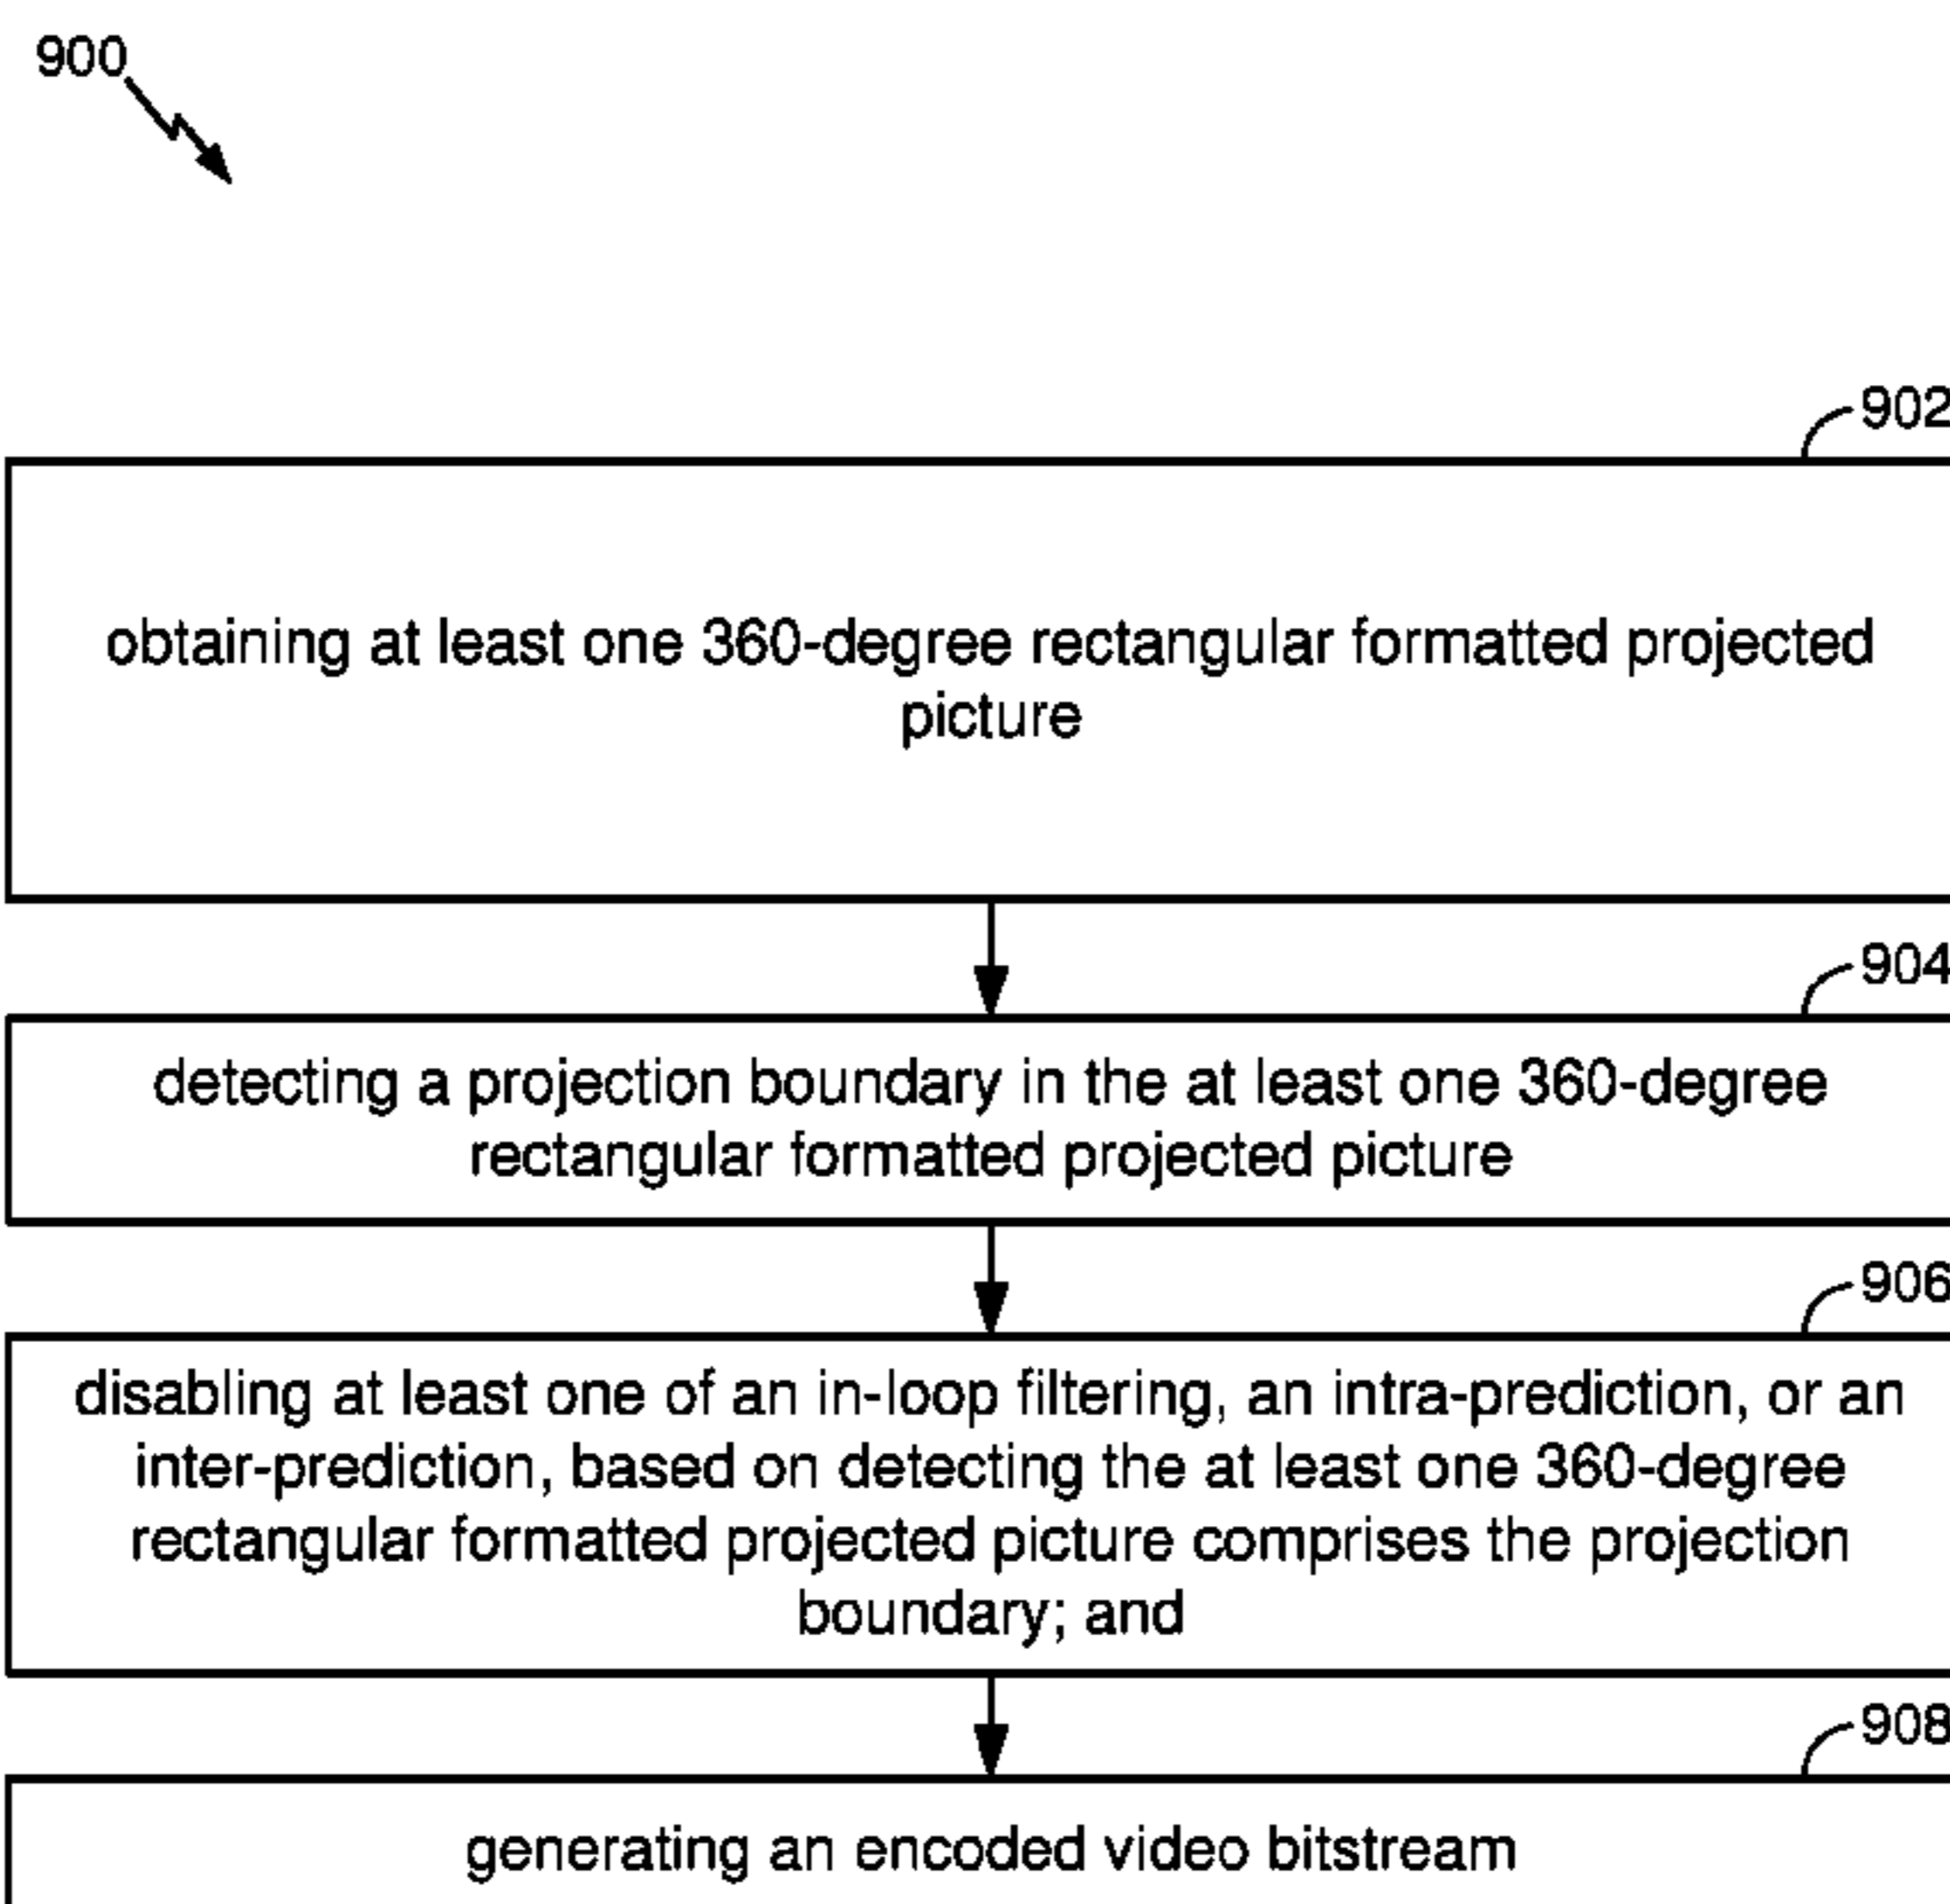 900
902
obtaining at least one 360-degree rectangular formatted projected
picture
904
detecting a projection boundary in the at least one 360-degree
rectangular formatted projected picture
906
disabling at least one of an in-loop filtering, an intra-prediction, or an
inter-prediction, based on detecting the at least one 360-degree
rectangular formatted projected picture comprises the projection
boundary; and
908
generating an encoded video bitstream